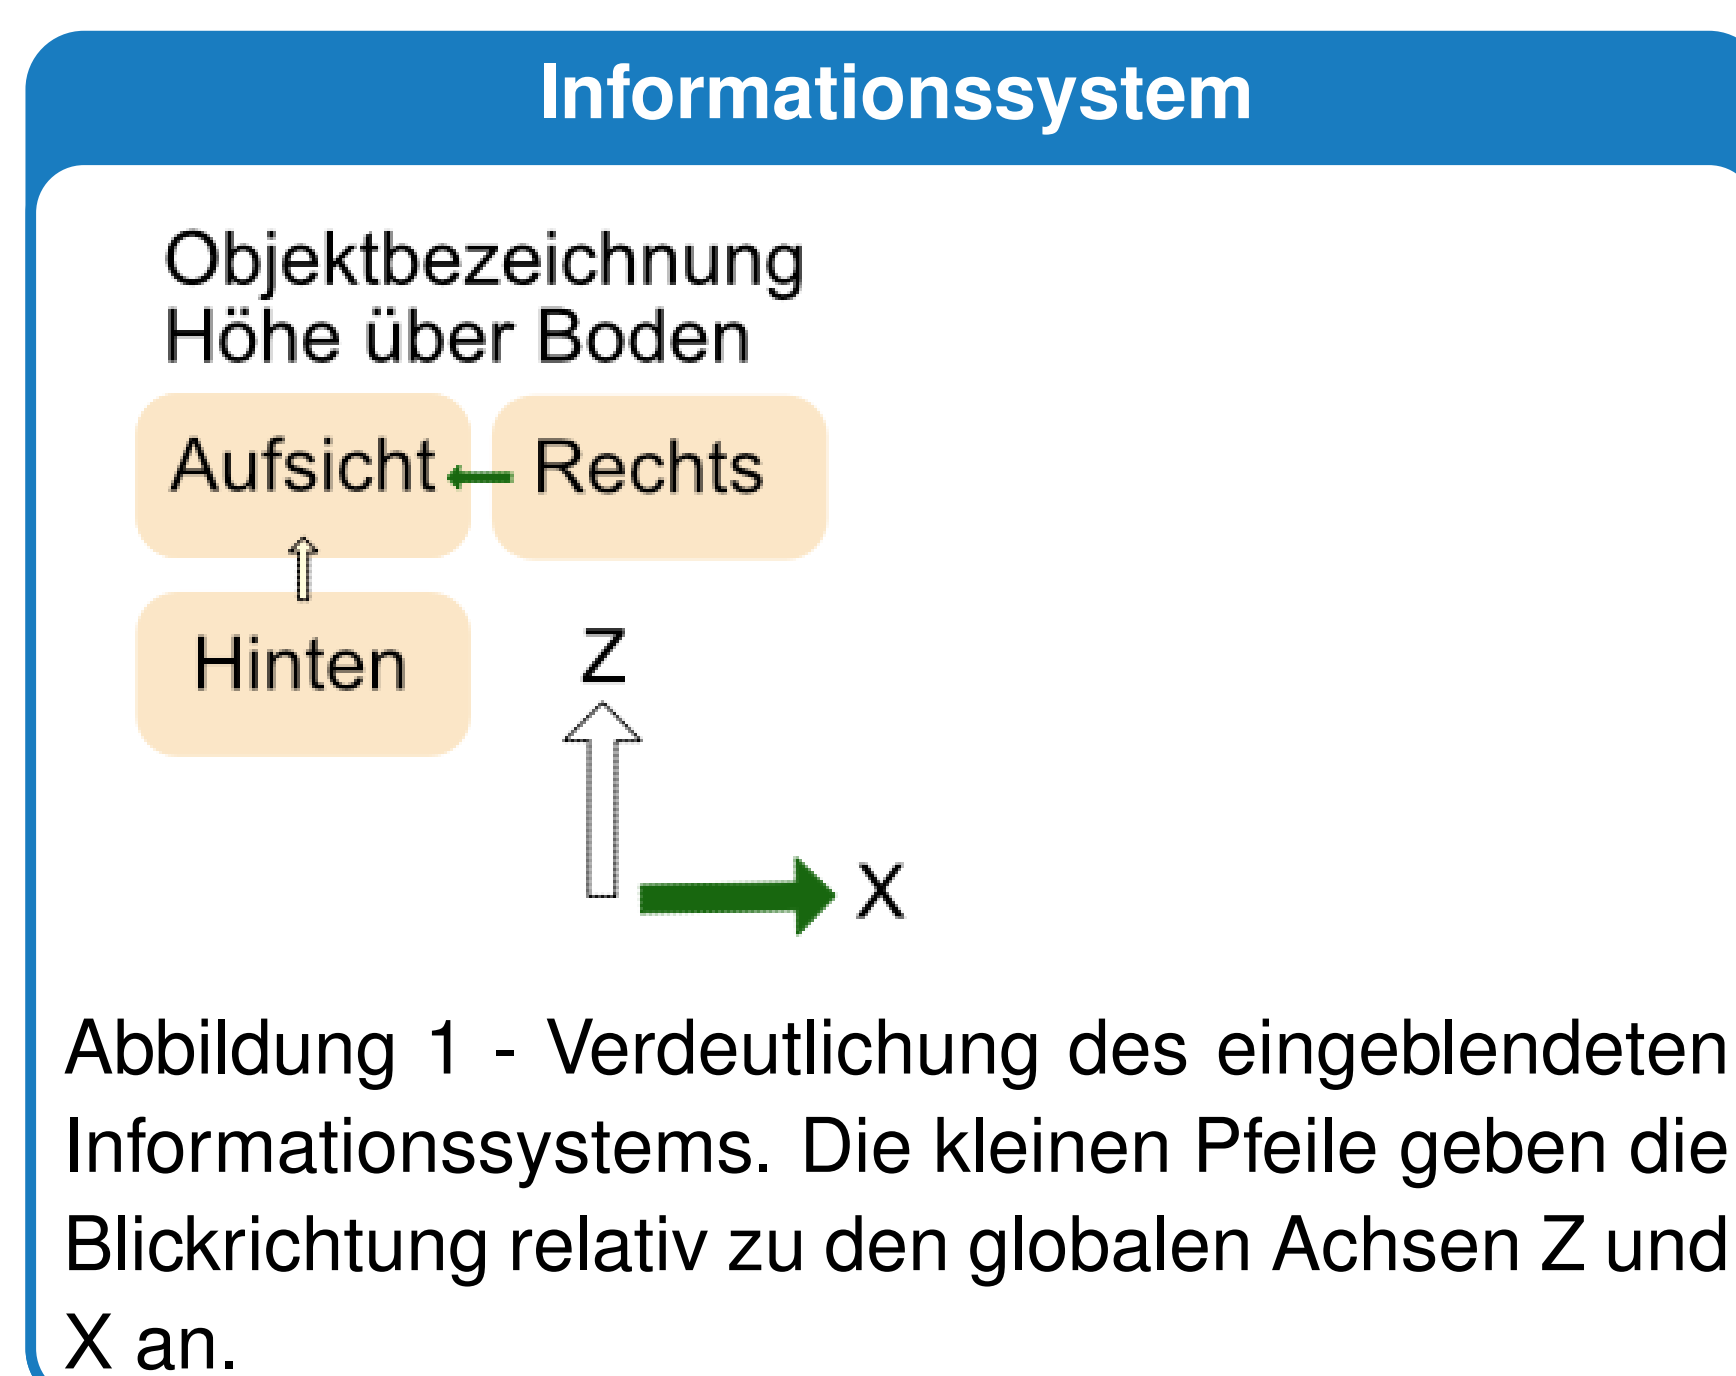 Informationssystem
Objektbezeichnung
Höhe über Boden
Aufsicht Rechts
Hinten
Z
X
Abbildung 1 - Verdeutlichung des eingeblendeten
Informationssystems. Die kleinen Pfeile geben die
Blickrichtung relativ zu den globalen Achsen Z und
X an.